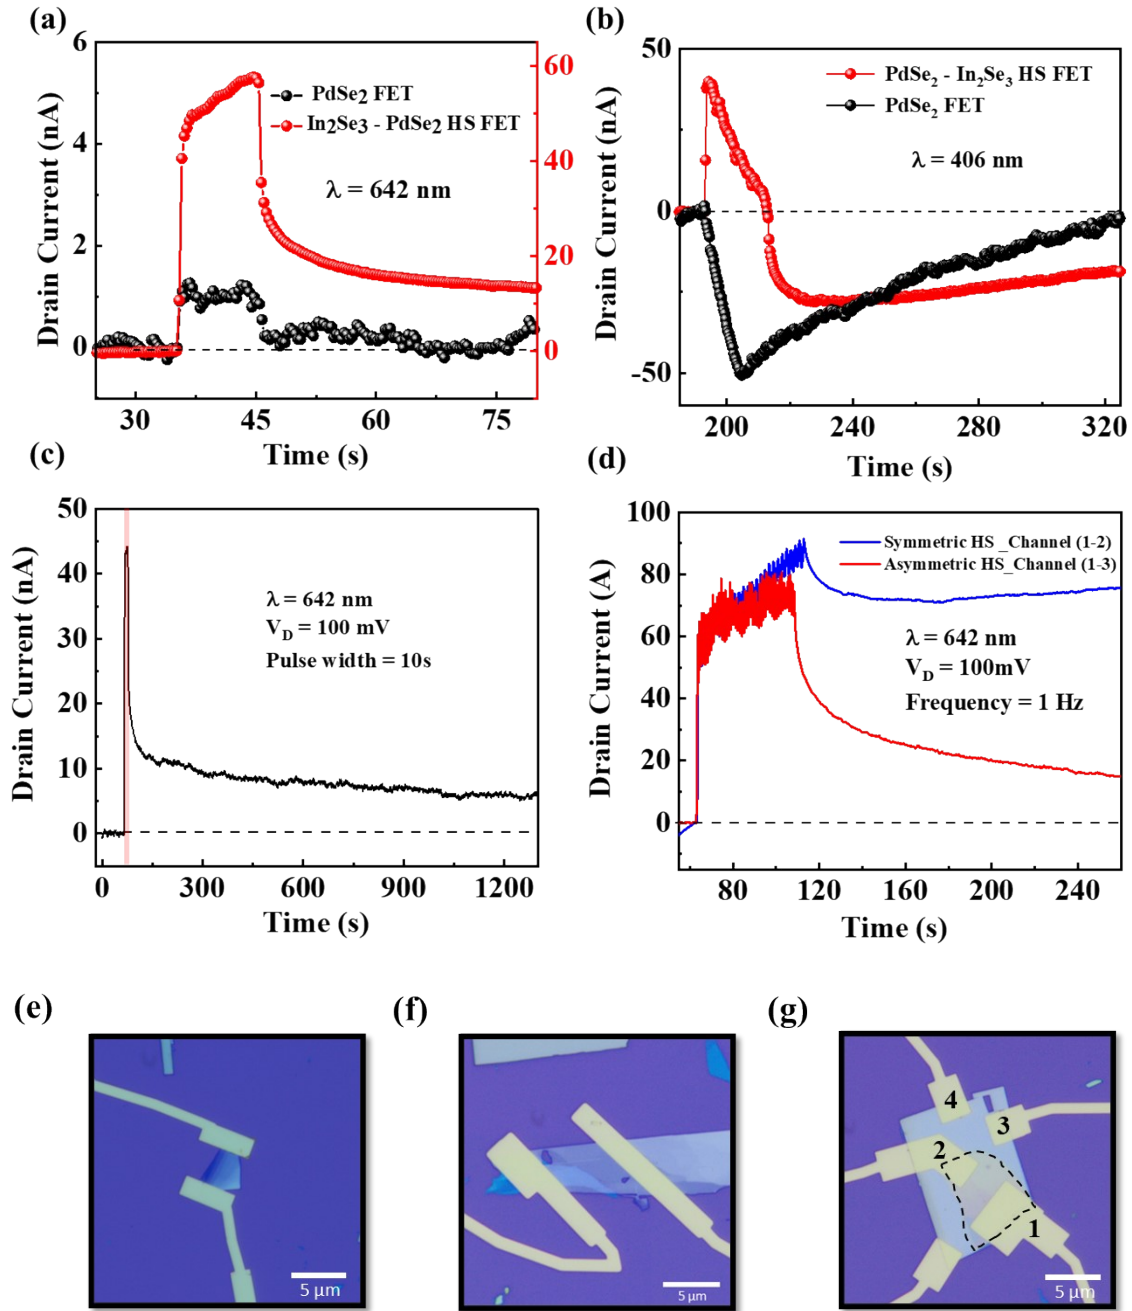 (a)
6
4
2
0
Drain Current (nA)
60
40
20
0
PdSe2 FET
In2Se3 - PdSe2 HS FET
λ = 642 nm
30
45
60
75
Time (s)
(b)
50
0
-50
Drain Current (nA)
PdSe2 - In2Se3 HS FET
PdSe2 FET
λ = 406 nm
200
240
280
320
Time (s)
(c)
50
40
30
20
10
0
Drain Current (nA)
λ = 642 nm
VD = 100 mV
Pulse width = 10s
0
300
600
900
1200
Time (s)
(d)
100
80
60
40
20
0
Drain Current (A)
Symmetric HS _Channel (1-2)
Asymmetric HS_Channel (1-3)
λ = 642 nm
VD = 100mV
Frequency = 1 Hz
80
120
160
200
240
Time (s)
(e)
5 μm
(f)
5 μm
(g)
4
3
2
1
5 μm